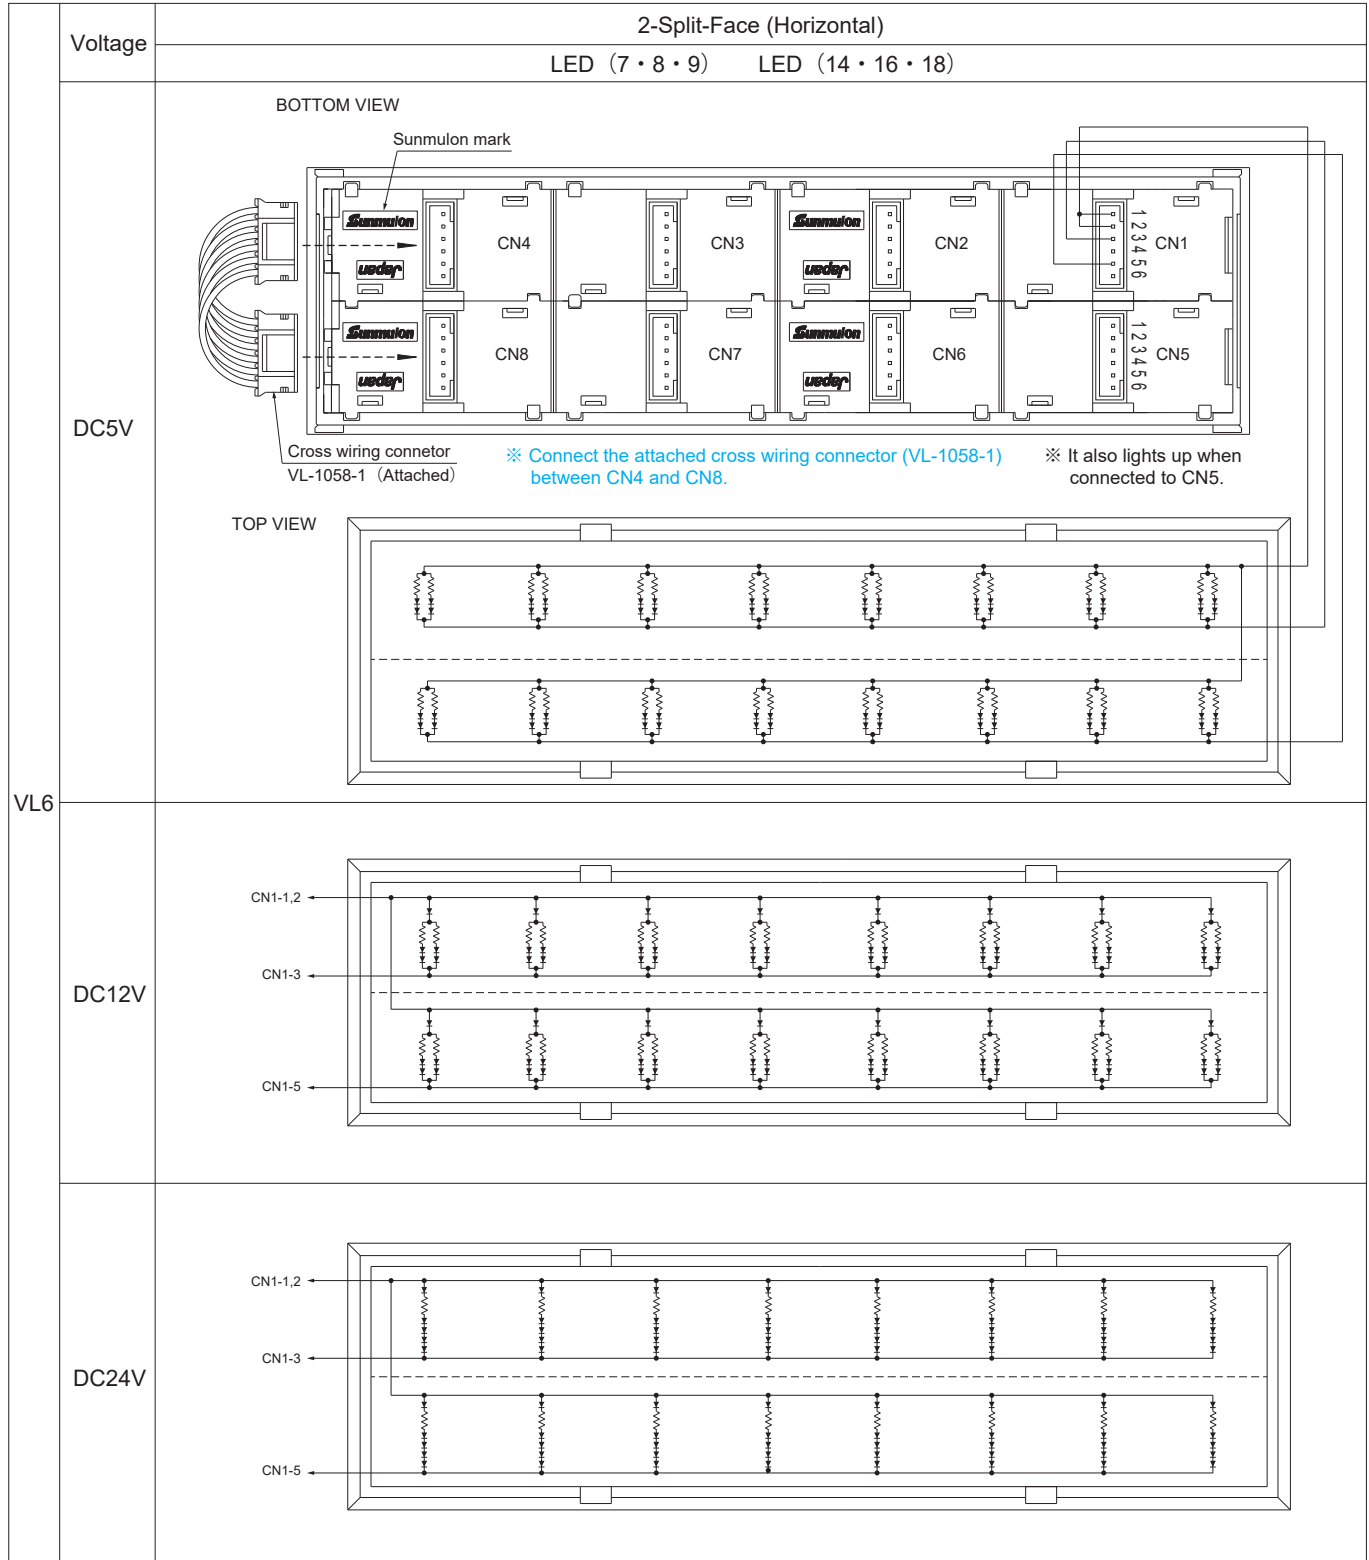 Voltage
2-Split-Face (Horizontal)
LED（7・8・9） LED（14・16・18）
VL6
DC5V
BOTTOM VIEW
Sunmulon mark
Sunmulon
Japan
CN4
CN3
Sunmulon
Japan
CN2
1 2 3 4 5 6
CN1
Sunmulon
Japan
CN8
CN7
Sunmulon
Japan
CN6
1 2 3 4 5 6
CN5
Cross wiring connetor
VL-1058-1（Attached）
※ Connect the attached cross wiring connector (VL-1058-1)
between CN4 and CN8.
※ It also lights up when
connected to CN5.
TOP VIEW
DC12V
CN1-1,2
CN1-3
CN1-5
DC24V
CN1-1,2
CN1-3
CN1-5